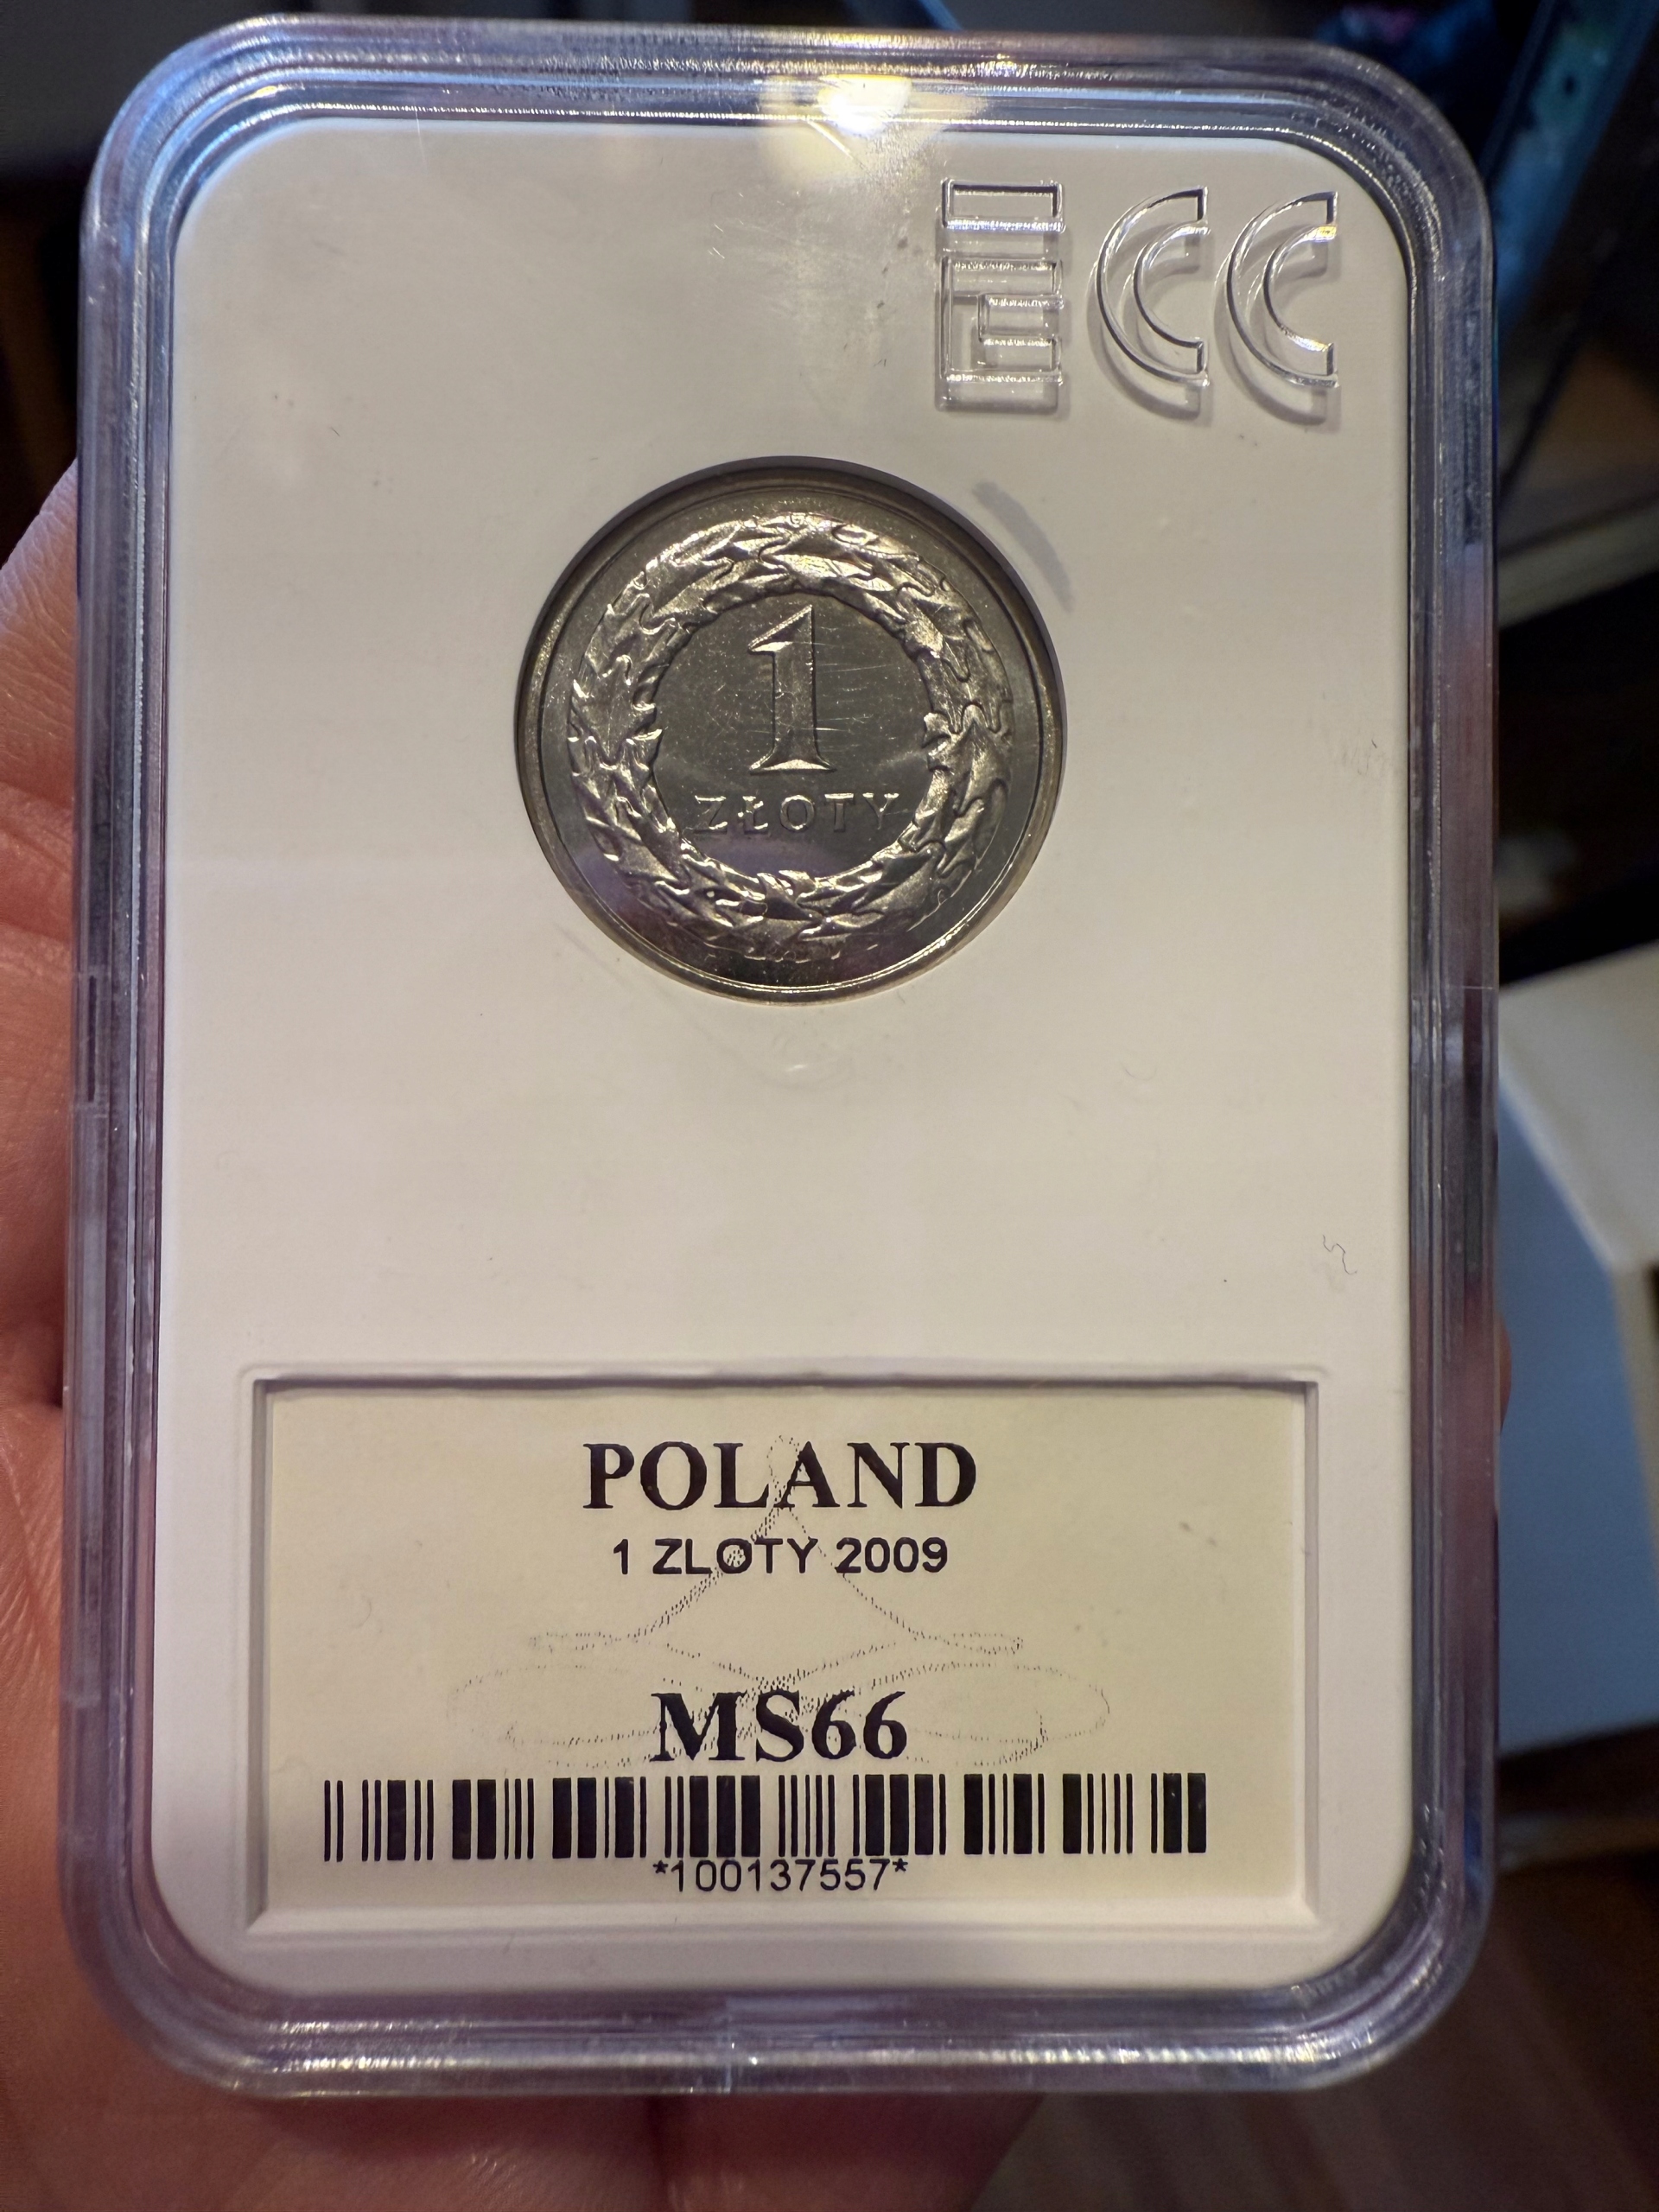 ECC
1
ZŁOTY
POLAND
1 ZLOTY 2009
MS66
*100137557*